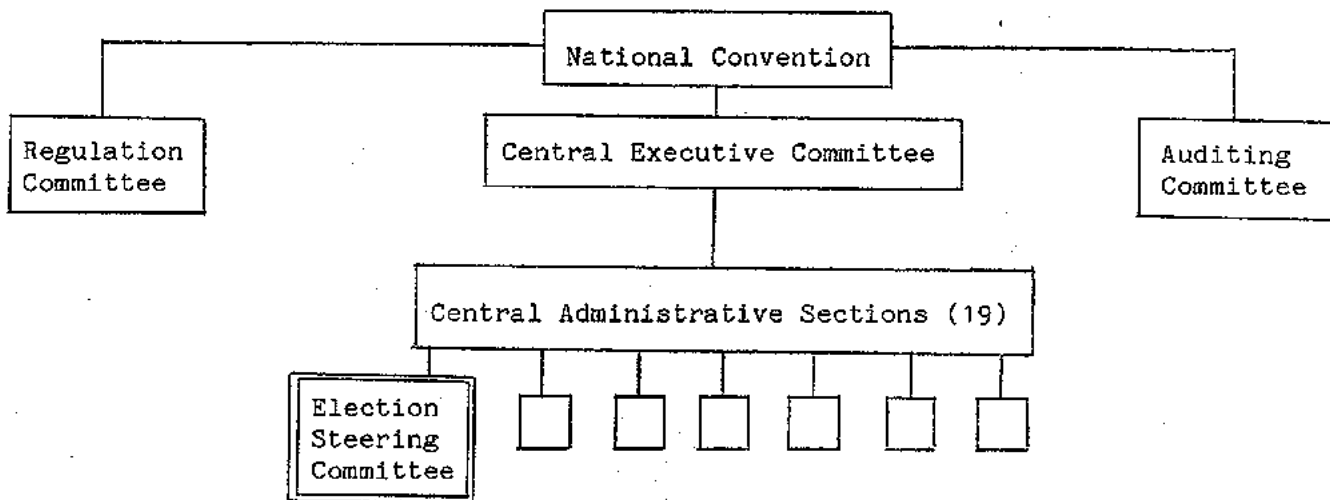 National Convention
Regulation
Committee
Central Executive Committee
Auditing
Committee
Central Administrative Sections (19)
Election
Steering
Committee